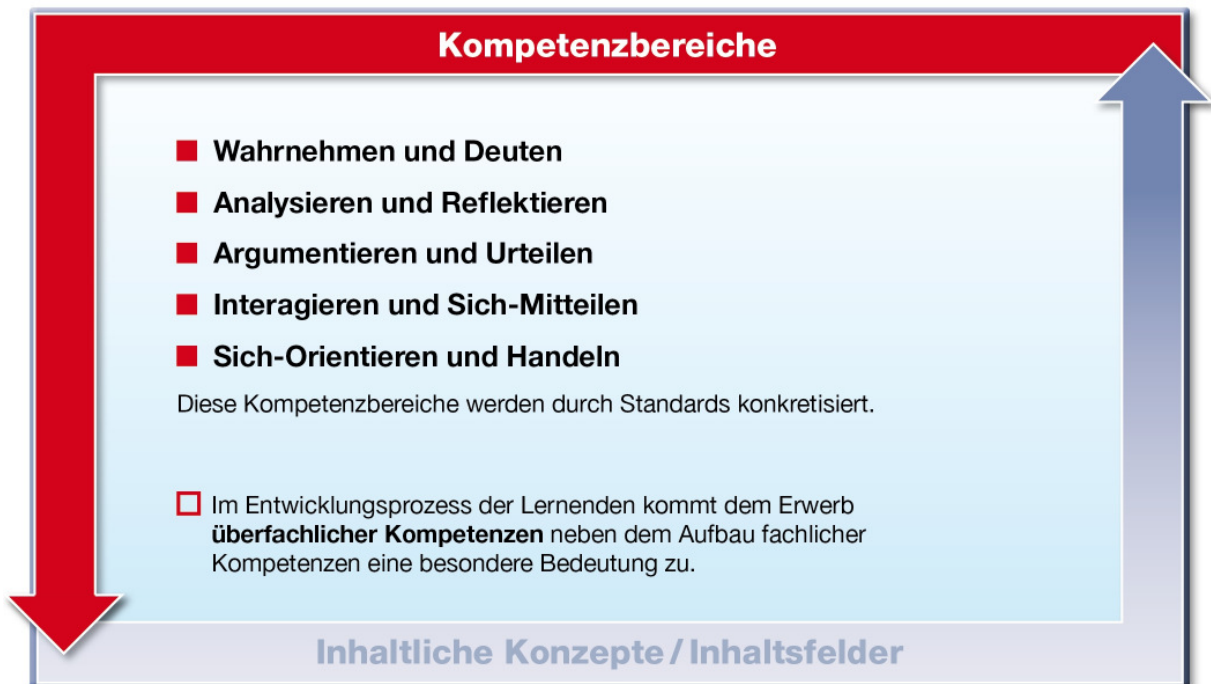 Kompetenzbereiche
Wahrnehmen und Deuten
Analysieren und Reflektieren
Argumentieren und Urteilen
Interagieren und Sich-Mitteilen
Sich-Orientieren und Handeln
Diese Kompetenzbereiche werden durch Standards konkretisiert.
Im Entwicklungsprozess der Lernenden kommt dem Erwerb
überfachlicher Kompetenzen neben dem Aufbau fachlicher
Kompetenzen eine besondere Bedeutung zu.
Inhaltliche Konzepte / Inhaltsfelder